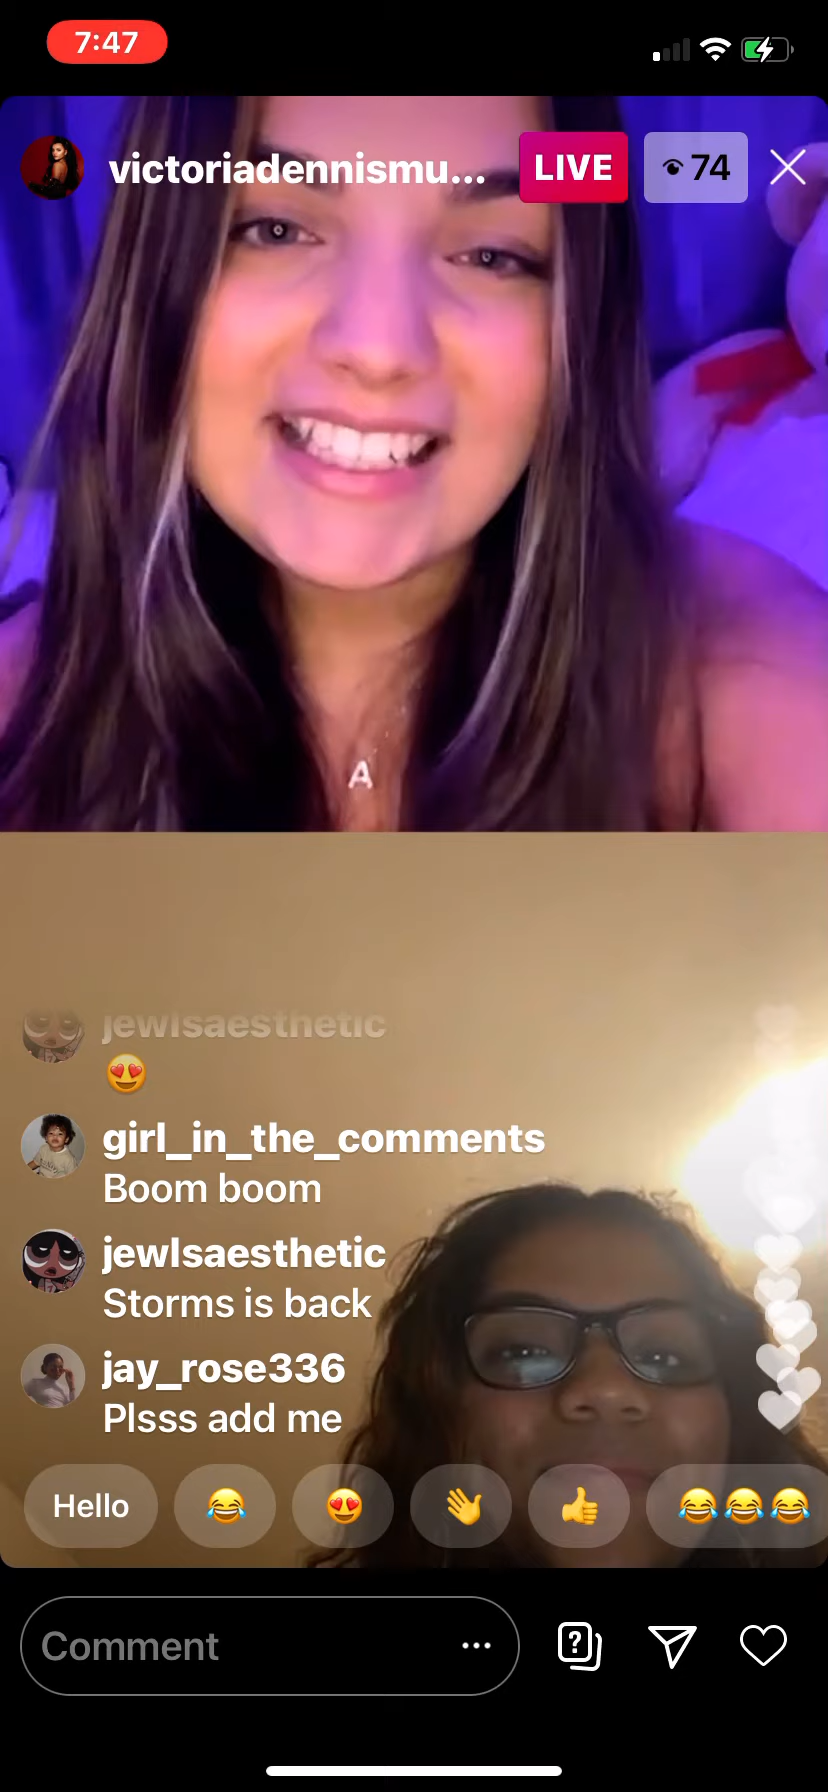 7:47
victoriadennismu...
LIVE
74
A
jewlsaesthetic
😍
girl_in_the_comments
Boom boom
jewlsaesthetic
Storms is back
jay_rose336
Plsss add me
Hello
😂
😍
👋
👍
😂😂😂
Comment